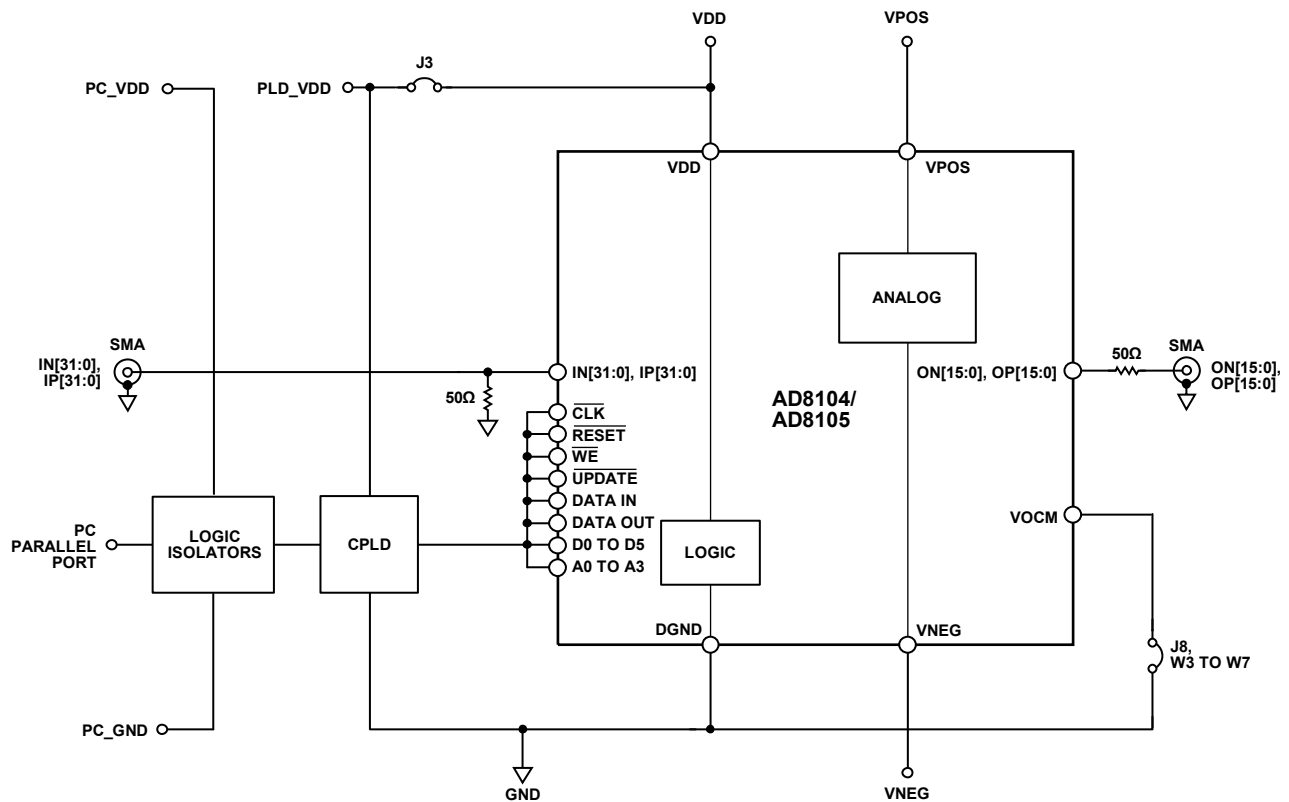 VDD
VPOS
J3
PC_VDD
PLD_VDD
VDD
VPOS
ANALOG
SMA
IN[31:0],
IP[31:0]
50Ω
IN[31:0], IP[31:0]
CLK
RESET
WE
UPDATE
DATA IN
DATA OUT
D0 TO D5
A0 TO A3
AD8104/
AD8105
ON[15:0], OP[15:0]
50Ω
SMA
ON[15:0],
OP[15:0]
PC
PARALLEL
PORT
LOGIC
ISOLATORS
CPLD
LOGIC
VOCM
DGND
VNEG
J8,
W3 TO W7
PC_GND
GND
VNEG